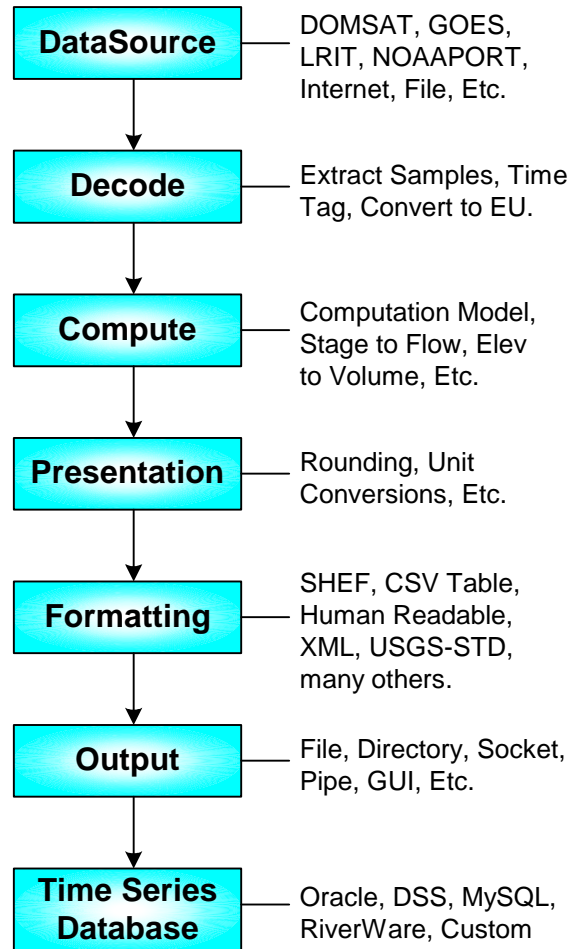 DataSource
DOMSAT, GOES,
LRIT, NOAAPORT,
Internet, File, Etc.
Decode
Extract Samples, Time
Tag, Convert to EU.
Compute
Computation Model,
Stage to Flow, Elev
to Volume, Etc.
Presentation
Rounding, Unit
Conversions, Etc.
Formatting
SHEF, CSV Table,
Human Readable,
XML, USGS-STD,
many others.
Output
File, Directory, Socket,
Pipe, GUI, Etc.
Time Series
Database
Oracle, DSS, MySQL,
RiverWare, Custom